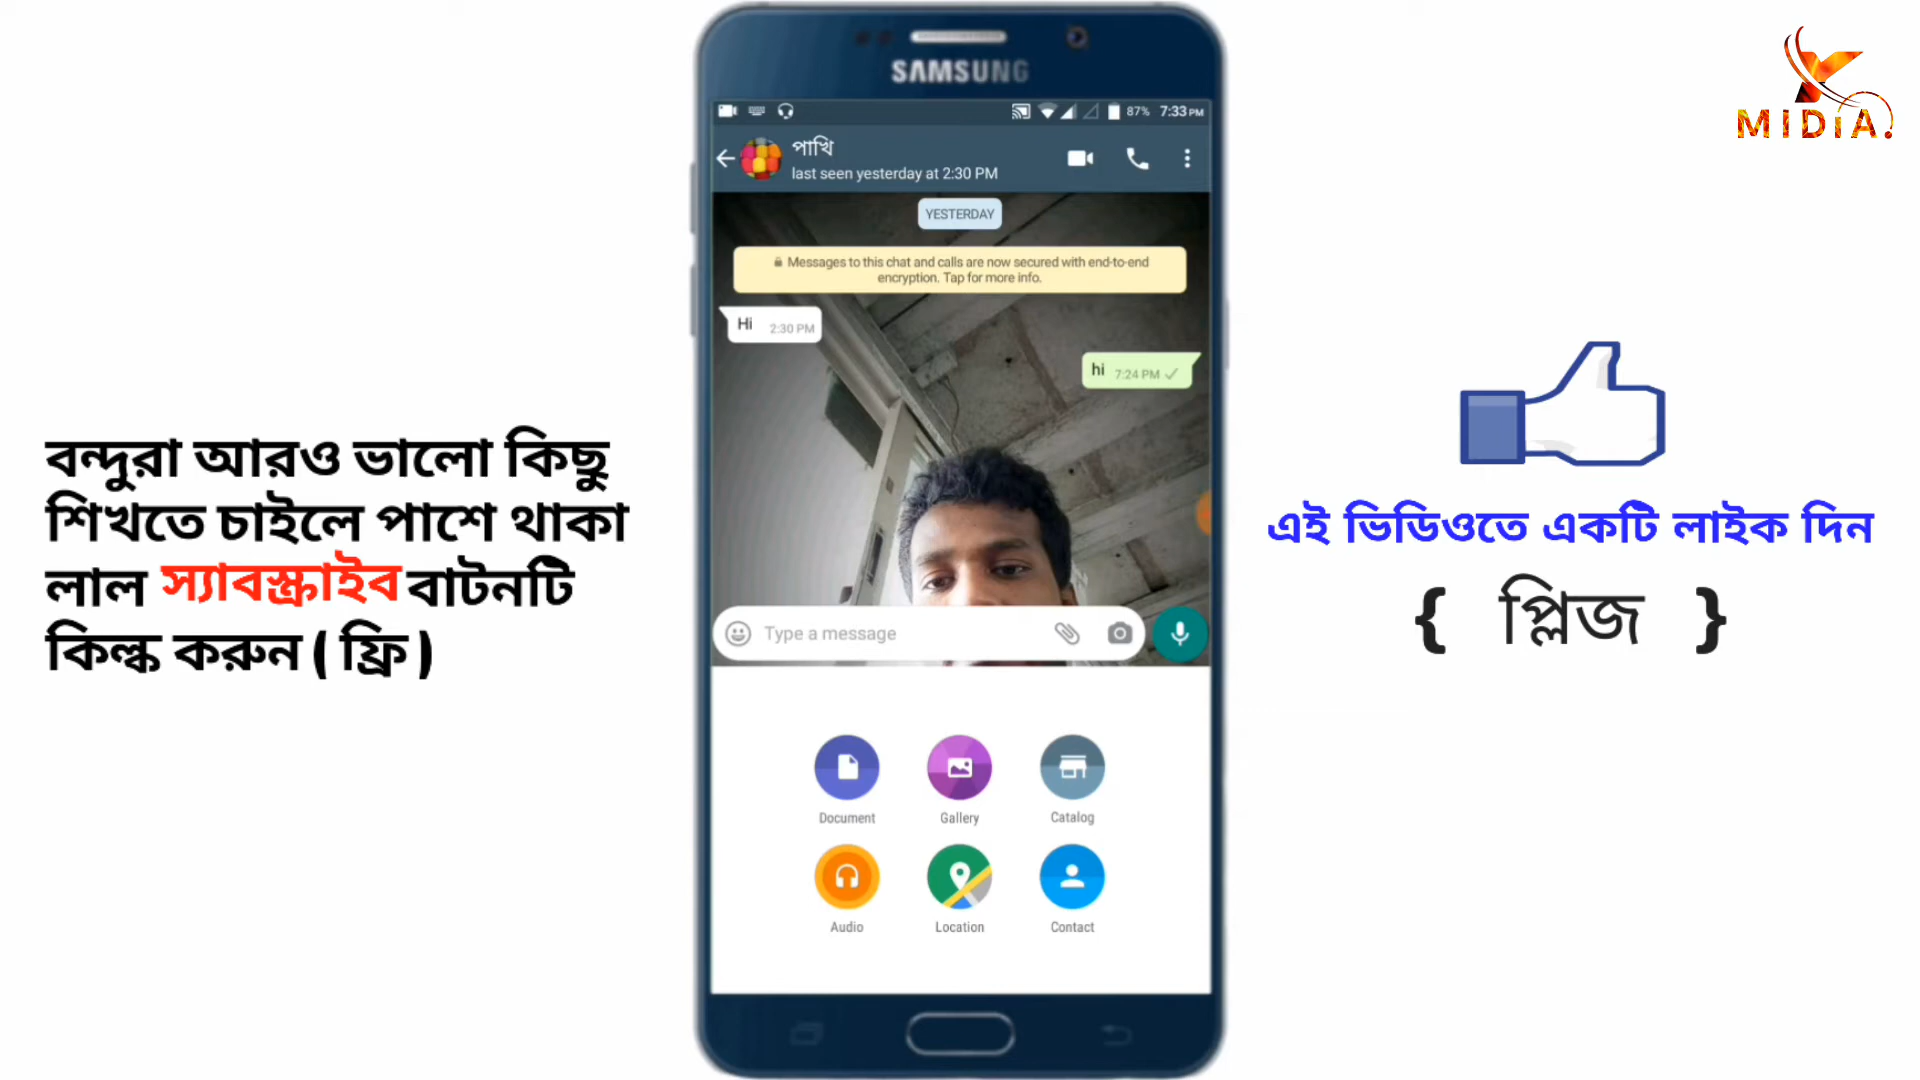 MIDiA.
SAMSUNG
87% 7:33 PM
পাখি
last seen yesterday at 2:30 PM
YESTERDAY
Messages to this chat and calls are now secured with end-to-end
encryption. Tap for more info.
Hi 2:30 PM
hi 7:24 PM
Type a message
Document
Gallery
Catalog
Audio
Location
Contact
বন্দুরা আরও ভালো কিছু
শিখতে চাইলে পাশে থাকা
লাল স্যাবস্ক্রাইব বাটনটি
কিল্ক করুন ( ফ্রি )
এই ভিডিওতে একটি লাইক দিন
{ প্লিজ }